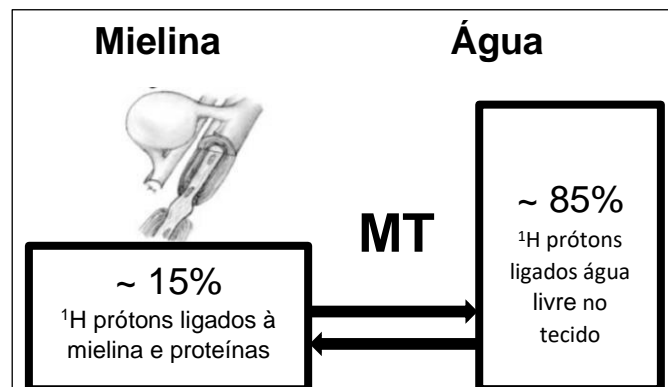 Mielina
Água
~ 15%
¹H prótons ligados à
mielina e proteínas
MT
~ 85%
¹H prótons
ligados água
livre no
tecido